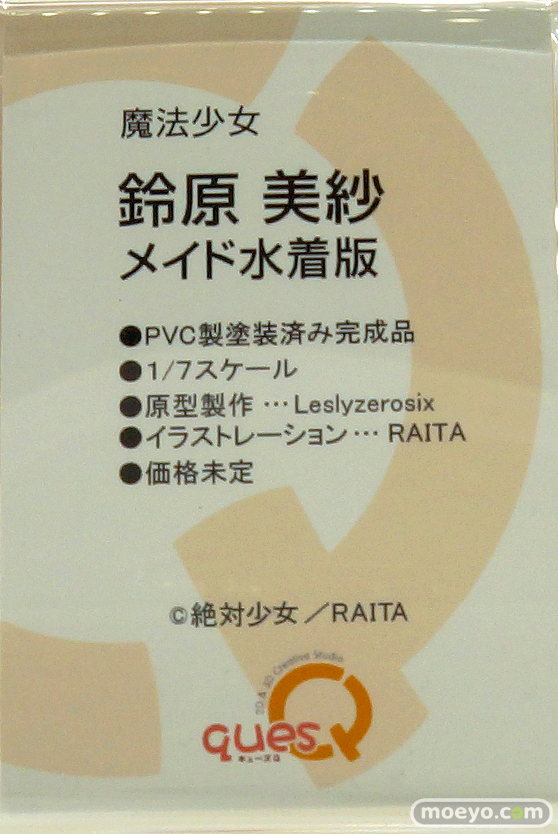 魔法少女
鈴原 美紗
メイド水着版
●PVC製塗装済み完成品
●1/7スケール
●原型製作 … Leslyzerosix
●イラストレーション … RAITA
●価格未定
©絶対少女／RAITA
2D & 3D Creative Studio
quesQ
キューズQ
moeyo.com